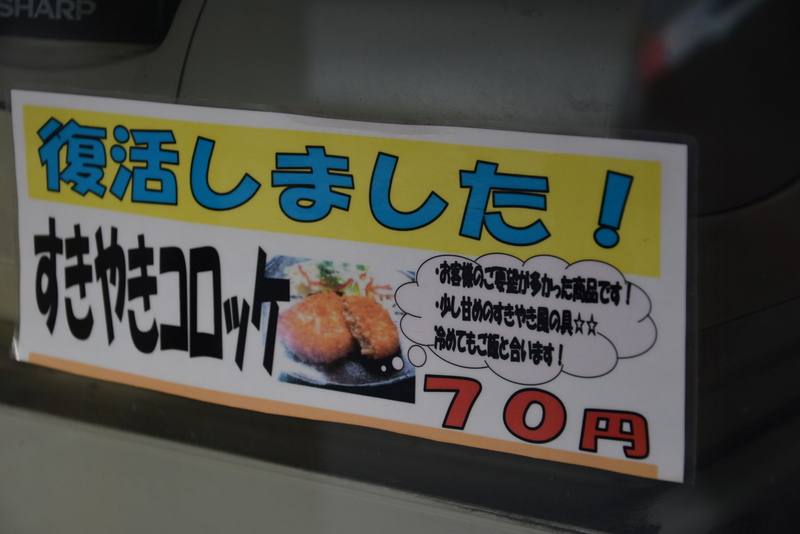 SHARP
復活しました！
すきやきコロッケ
・お客様のご要望が多かった商品です！
・少し甘めのすきやき風の具☆☆
冷めてもご飯と合います！
70円